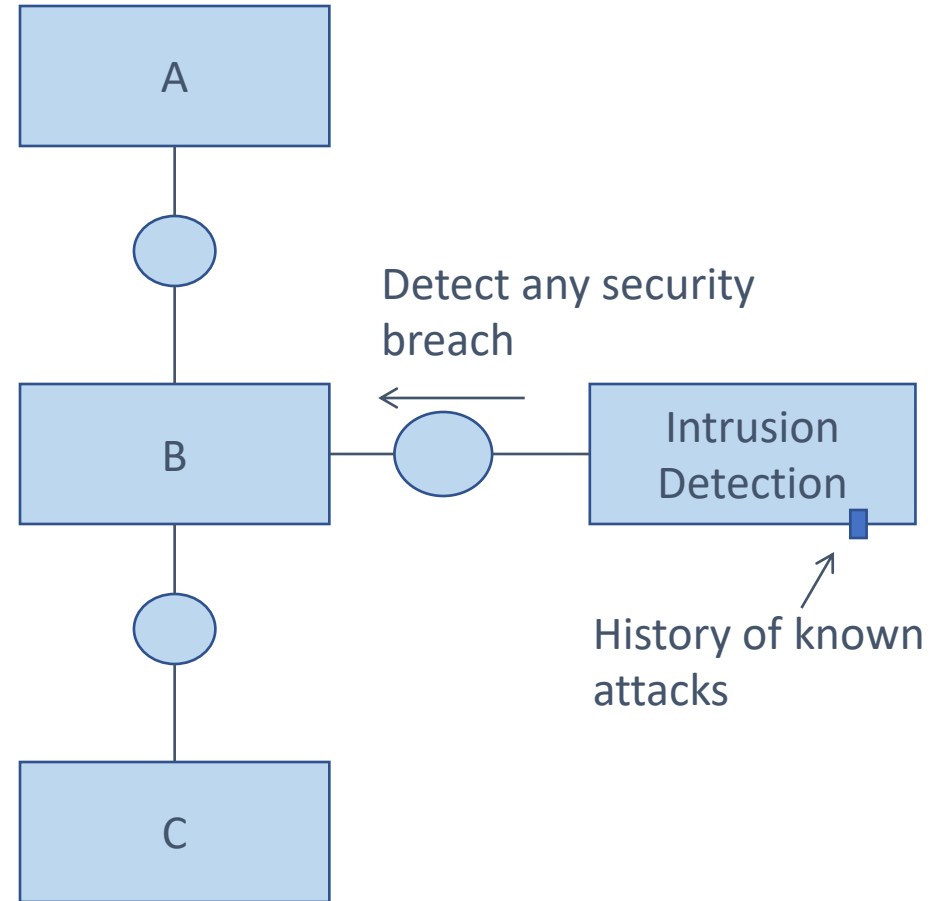 A
Detect any security
breach
B
Intrusion
Detection
History of known
attacks
C